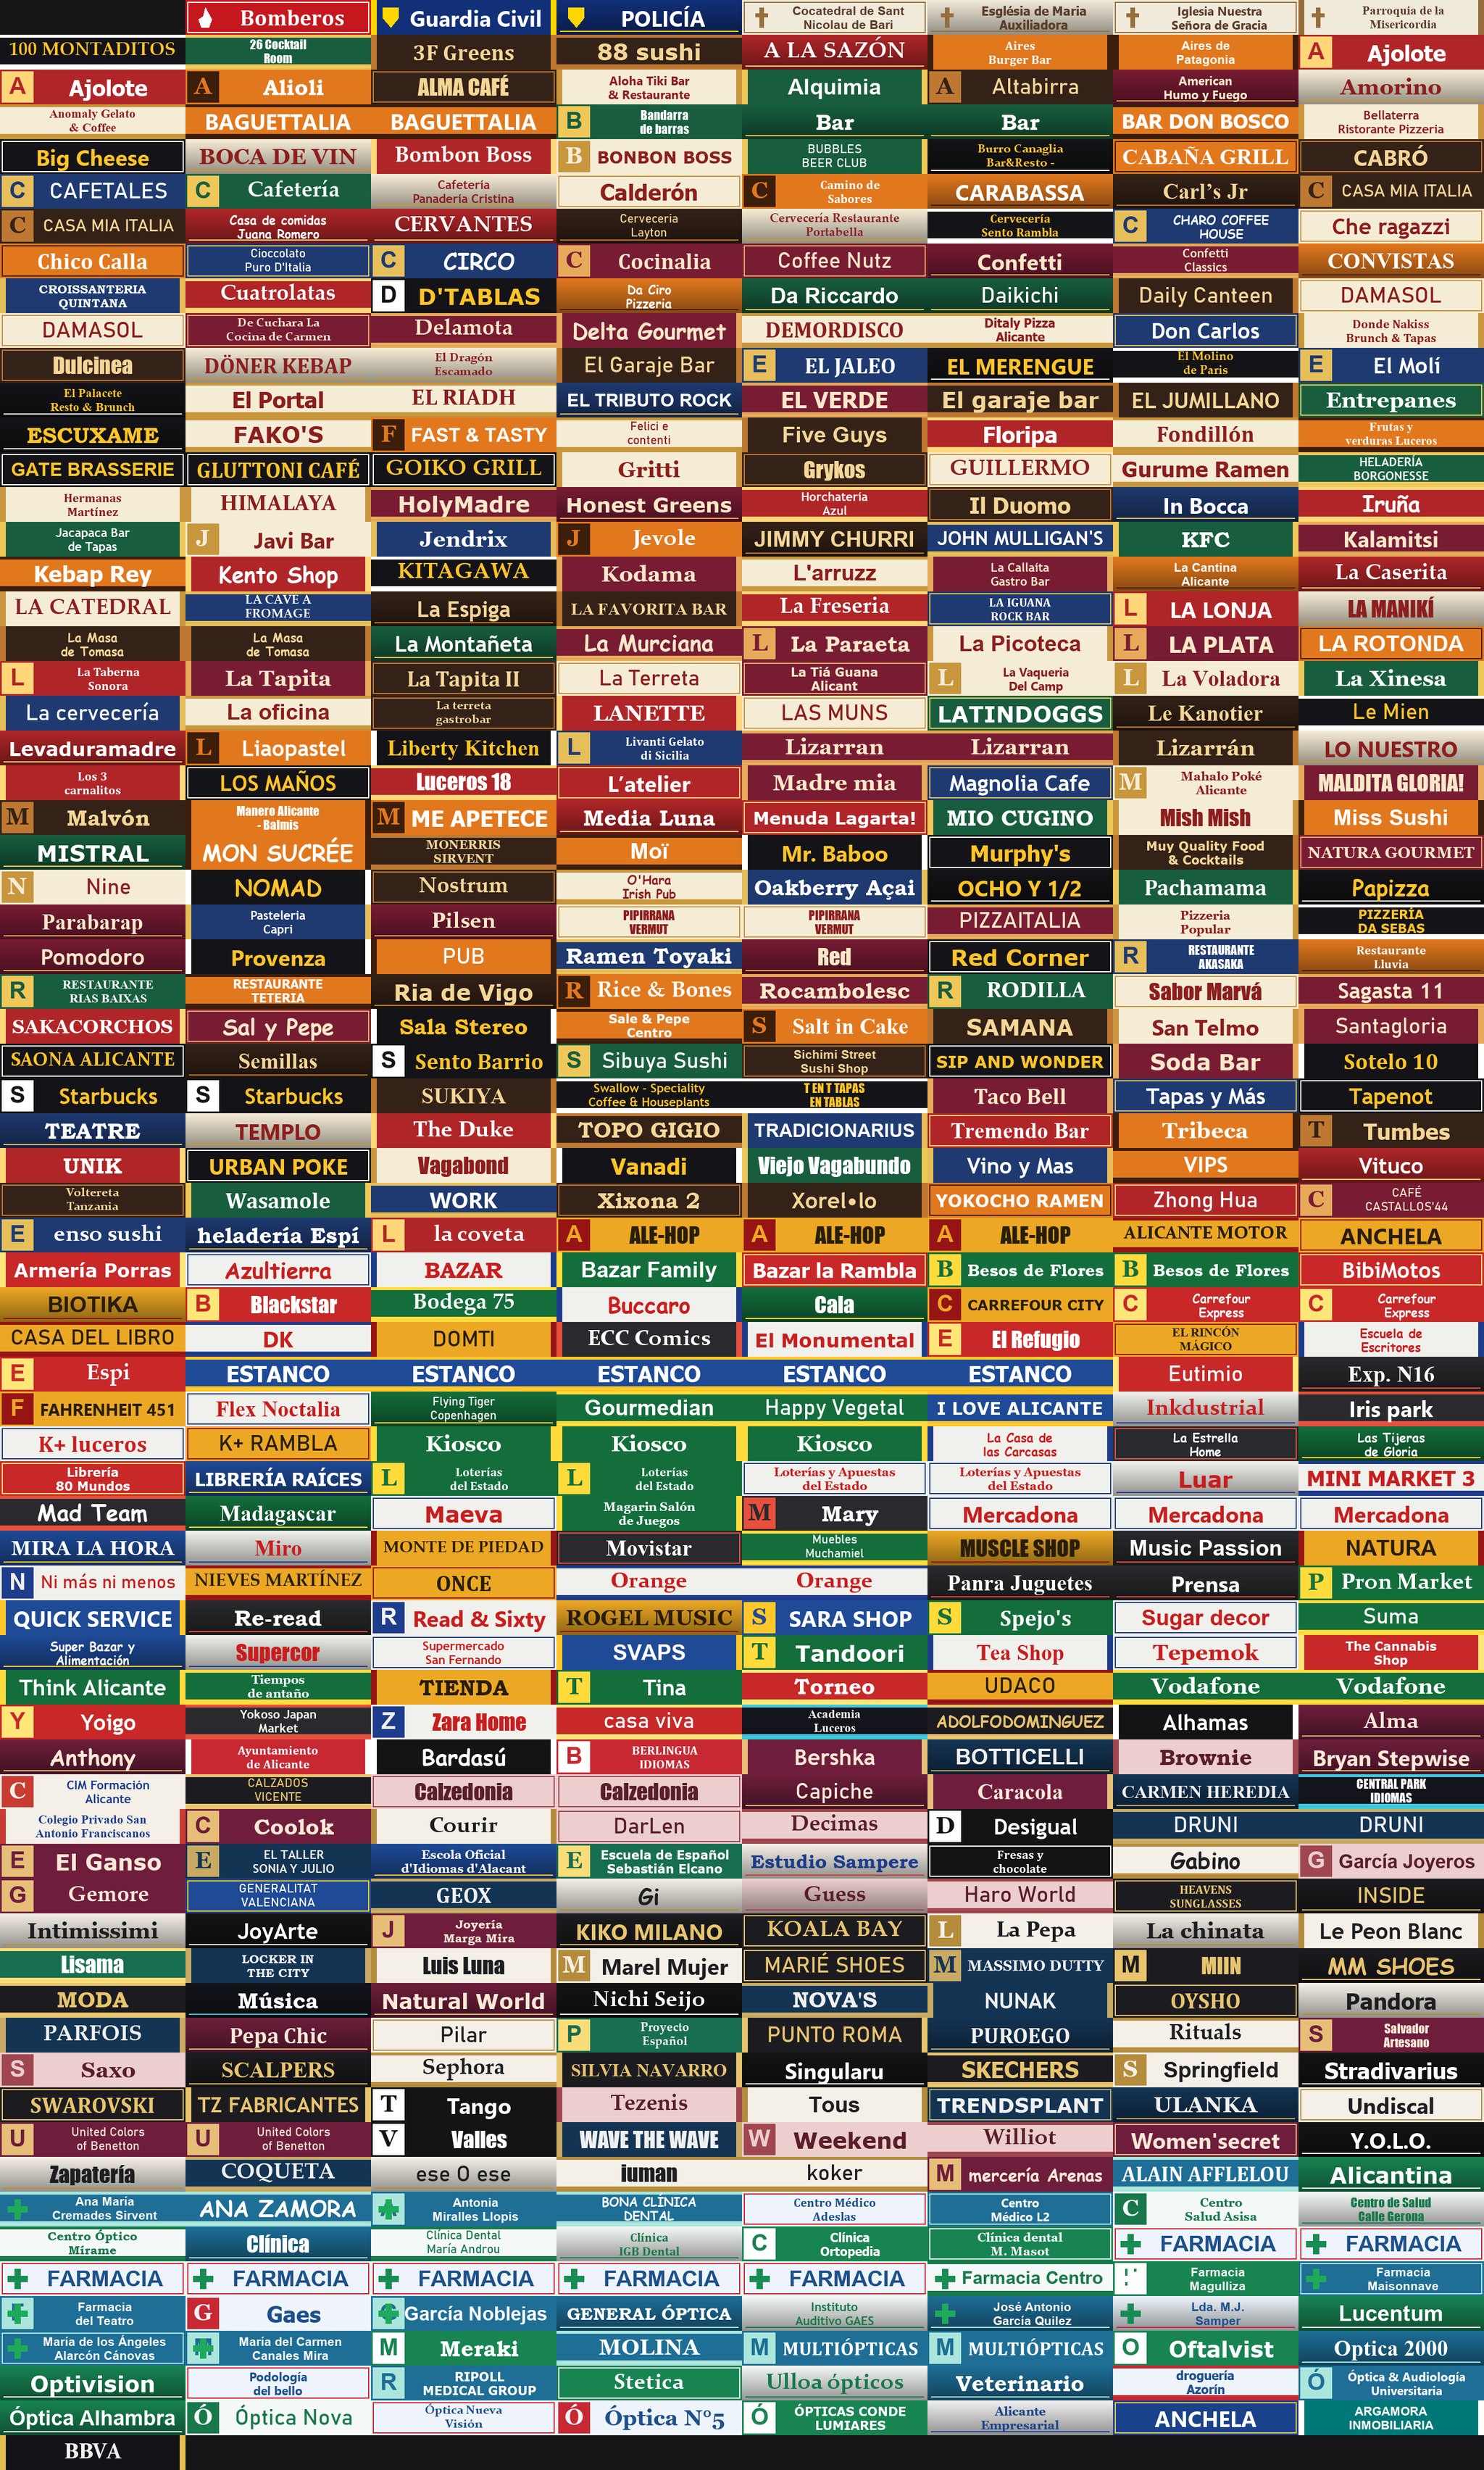 Bomberos
Guardia Civil
POLICÍA
Cocatedral de Sant
Nicolau de Bari
Església de Maria
Auxiliadora
Iglesia Nuestra
Señora de Gracia
Parroquia de la
Misericordia
100 MONTADITOS
26 Cocktail
Room
3F Greens
88 sushi
A LA SAZÓN
Aires
Burger Bar
Aires de
Patagonia
A Ajolote
A Ajolote
A Alioli
ALMA CAFÉ
Aloha Tiki Bar
& Restaurante
Alquimia
A Altabirra
American
Humo y Fuego
Amorino
Anomaly Gelato
& Coffee
BAGUETTALIA
BAGUETTALIA
B Bandarra
de barras
Bar
Bar
BAR DON BOSCO
Bellaterra
Ristorante Pizzeria
Big Cheese
BOCA DE VIN
Bombon Boss
B BONBON BOSS
BUBBLES
BEER CLUB
Burro Canaglia
Bar&Resto -
CABAÑA GRILL
CABRÓ
C CAFETALES
C Cafetería
Cafeteria
Panaderia Cristina
Calderón
C Camino de
Sabores
CARABASSA
Carl's Jr
C CASA MIA ITALIA
C CASA MIA ITALIA
Casa de comidas
Juana Romero
CERVANTES
Cerveceria
Layton
Cervecería Restaurante
Portabella
Cervecería
Sento Rambla
C CHARO COFFEE
HOUSE
Che ragazzi
Chico Calla
Cioccolato
Puro D'Italia
C CIRCO
C Cocinalia
Coffee Nutz
Confetti
Confetti
Classics
CONVISTAS
CROISSANTERIA
QUINTANA
Cuatrolatas
D D'TABLAS
Da Ciro
Pizzeria
Da Riccardo
Daikichi
Daily Canteen
DAMASOL
DAMASOL
De Cuchara La
Cocina de Carmen
Delamota
Delta Gourmet
DEMORDISCO
Ditaly Pizza
Alicante
Don Carlos
Donde Nakiss
Brunch & Tapas
Dulcinea
DÖNER KEBAP
El Dragón
Escamado
El Garaje Bar
E EL JALEO
EL MERENGUE
El Molino
de Paris
E El Molí
El Palacete
Resto & Brunch
El Portal
EL RIADH
EL TRIBUTO ROCK
EL VERDE
El garaje bar
EL JUMILLANO
Entrepanes
ESCUXAME
FAKO'S
F FAST & TASTY
Felici e
contenti
Five Guys
Floripa
Fondillón
Frutas y
verduras Luceros
GATE BRASSERIE
GLUTTONI CAFÉ
GOIKO GRILL
Gritti
Grykos
GUILLERMO
Gurume Ramen
HELADERÍA
BORGONESSE
Hermanas
Martínez
HIMALAYA
HolyMadre
Honest Greens
Horchateria
Azul
Il Duomo
In Bocca
Iruña
Jacapaca Bar
de Tapas
J Javi Bar
Jendrix
J Jevole
JIMMY CHURRI
JOHN MULLIGAN'S
KFC
Kalamitsi
Kebap Rey
Kento Shop
KITAGAWA
Kodama
L'arruzz
La Callaita
Gastro Bar
La Cantina
Alicante
La Caserita
LA CATEDRAL
LA CAVE A
FROMAGE
La Espiga
LA FAVORITA BAR
La Freseria
LA IGUANA
ROCK BAR
L LA LONJA
LA MANIKÍ
La Masa
de Tomasa
La Masa
de Tomasa
La Montañeta
La Murciana
L La Paraeta
La Picoteca
L LA PLATA
LA ROTONDA
L La Taberna
Sonora
La Tapita
La Tapita II
La Terreta
La Tiá Guana
Alicant
L La Vaqueria
Del Camp
L La Voladora
La Xinesa
La cervecería
La oficina
La terreta
gastrobar
LANETTE
LAS MUNS
LATINDOGGS
Le Kanotier
Le Mien
Levaduramadre
L Liaopastel
Liberty Kitchen
L Livanti Gelato
di Sicilia
Lizarran
Lizarran
Lizarrán
LO NUESTRO
Los 3
carnalitos
LOS MAÑOS
Luceros 18
L'atelier
Madre mia
Magnolia Cafe
M Mahalo Poké
Alicante
MALDITA GLORIA!
M Malvón
Manero Alicante
- Balmis
M ME APETECE
Media Luna
Menuda Lagarta!
MIO CUGINO
Mish Mish
Miss Sushi
MISTRAL
MON SUCRÉE
MONERRIS
SIRVENT
Moï
Mr. Baboo
Murphy's
Muy Quality Food
& Cocktails
NATURA GOURMET
N Nine
NOMAD
Nostrum
O'Hara
Irish Pub
Oakberry Açai
OCHO Y 1/2
Pachamama
Papizza
Parabarap
Pasteleria
Capri
Pilsen
PIPIRRANA
VERMUT
PIPIRRANA
VERMUT
PIZZAITALIA
Pizzeria
Popular
PIZZERÍA
DA SEBAS
Pomodoro
Provenza
PUB
Ramen Toyaki
Red
Red Corner
R RESTAURANTE
AKASAKA
Restaurante
Lluvia
R RESTAURANTE
RIAS BAIXAS
RESTAURANTE
TETERIA
Ria de Vigo
R Rice & Bones
Rocambolesc
R RODILLA
Sabor Marvá
Sagasta 11
SAKACORCHOS
Sal y Pepe
Sala Stereo
Sale & Pepe
Centro
S Salt in Cake
SAMANA
San Telmo
Santagloria
SAONA ALICANTE
Semillas
S Sento Barrio
S Sibuya Sushi
Sichimi Street
Sushi Shop
SIP AND WONDER
Soda Bar
Sotelo 10
S Starbucks
S Starbucks
SUKIYA
Swallow - Speciality
Coffee & Houseplants
T EN T TAPAS
EN TABLAS
Taco Bell
Tapas y Más
Tapenot
TEATRE
TEMPLO
The Duke
TOPO GIGIO
TRADICIONARIUS
Tremendo Bar
Tribeca
T Tumbes
UNIK
URBAN POKE
Vagabond
Vanadi
Viejo Vagabundo
Vino y Mas
VIPS
Vituco
Voltereta
Tanzania
Wasamole
WORK
Xixona 2
Xorel•lo
YOKOCHO RAMEN
Zhong Hua
C CAFÉ
CASTALLOS'44
E enso sushi
heladería Espí
L la coveta
A ALE-HOP
A ALE-HOP
A ALE-HOP
ALICANTE MOTOR
ANCHELA
Armería Porras
Azultierra
BAZAR
Bazar Family
Bazar la Rambla
B Besos de Flores
B Besos de Flores
BibiMotos
BIOTIKA
B Blackstar
Bodega 75
Buccaro
Cala
C CARREFOUR CITY
C Carrefour
Express
C Carrefour
Express
CASA DEL LIBRO
DK
DOMTI
ECC Comics
El Monumental
E El Refugio
EL RINCÓN
MÁGICO
Escuela de
Escritores
E Espi
ESTANCO
ESTANCO
ESTANCO
ESTANCO
ESTANCO
Eutimio
Exp. N16
F FAHRENHEIT 451
Flex Noctalia
Flying Tiger
Copenhagen
Gourmedian
Happy Vegetal
I LOVE ALICANTE
Inkdustrial
Iris park
K+ luceros
K+ RAMBLA
Kiosco
Kiosco
Kiosco
La Casa de
las Carcasas
La Estrella
Home
Las Tijeras
de Gloria
Librería
80 Mundos
LIBRERÍA RAÍCES
L Loterías
del Estado
L Loterías
del Estado
Loterías y Apuestas
del Estado
Loterías y Apuestas
del Estado
Luar
MINI MARKET 3
Mad Team
Madagascar
Maeva
Magarin Salón
de Juegos
M Mary
Mercadona
Mercadona
Mercadona
MIRA LA HORA
Miro
MONTE DE PIEDAD
Movistar
Muebles
Muchamiel
MUSCLE SHOP
Music Passion
NATURA
N Ni más ni menos
NIEVES MARTÍNEZ
ONCE
Orange
Orange
Panra Juguetes
Prensa
P Pron Market
QUICK SERVICE
Re-read
R Read & Sixty
ROGEL MUSIC
S SARA SHOP
S Spejo's
Sugar decor
Suma
Super Bazar y
Alimentación
Supercor
Supermercado
San Fernando
SVAPS
T Tandoori
Tea Shop
Tepemok
The Cannabis
Shop
Think Alicante
Tiempos
de antaño
TIENDA
T Tina
Torneo
UDACO
Vodafone
Vodafone
Y Yoigo
Yokoso Japan
Market
Z Zara Home
casa viva
Academia
Luceros
ADOLFODOMINGUEZ
Alhamas
Alma
Anthony
Ayuntamiento
de Alicante
Bardasú
B BERLINGUA
IDIOMAS
Bershka
BOTTICELLI
Brownie
Bryan Stepwise
C CIM Formación
Alicante
CALZADOS
VICENTE
Calzedonia
Calzedonia
Capiche
Caracola
CARMEN HEREDIA
CENTRAL PARK
IDIOMAS
Colegio Privado San
Antonio Franciscanos
C Coolok
Courir
DarLen
Decimas
D Desigual
DRUNI
DRUNI
E El Ganso
E EL TALLER
SONIA Y JULIO
Escola Oficial
d'Idiomas d'Alacant
E Escuela de Español
Sebastián Elcano
Estudio Sampere
Fresas y
chocolate
Gabino
G García Joyeros
G Gemore
GENERALITAT
VALENCIANA
GEOX
Gi
Guess
Haro World
HEAVENS
SUNGLASSES
INSIDE
Intimissimi
JoyArte
J Joyería
Marga Mira
KIKO MILANO
KOALA BAY
L La Pepa
La chinata
Le Peon Blanc
Lisama
LOCKER IN
THE CITY
Luis Luna
M Marel Mujer
MARIÉ SHOES
M MASSIMO DUTTY
M MIIN
MM SHOES
MODA
Música
Natural World
Nichi Seijo
NOVA'S
NUNAK
OYSHO
Pandora
PARFOIS
Pepa Chic
Pilar
P Proyecto
Español
PUNTO ROMA
PUROEGO
Rituals
S Salvador
Artesano
S Saxo
SCALPERS
Sephora
SILVIA NAVARRO
Singularu
SKECHERS
S Springfield
Stradivarius
SWAROVSKI
TZ FABRICANTES
T Tango
Tezenis
Tous
TRENDSPLANT
ULANKA
Undiscal
U United Colors
of Benetton
U United Colors
of Benetton
V Valles
WAVE THE WAVE
W Weekend
Williot
Women'secret
Y.O.L.O.
Zapatería
COQUETA
ese O ese
iuman
koker
M mercería Arenas
ALAIN AFFLELOU
Alicantina
Ana María
Cremades Sirvent
ANA ZAMORA
Antonia
Miralles Llopis
BONA CLÍNICA
DENTAL
Centro Médico
Adeslas
Centro
Médico L2
C Centro
Salud Asisa
Centro de Salud
Calle Gerona
Centro Óptico
Mirame
Clínica
Clínica Dental
María Androu
Clínica
IGB Dental
C Clínica
Ortopedia
Clínica dental
M. Masot
FARMACIA
FARMACIA
FARMACIA
FARMACIA
FARMACIA
FARMACIA
FARMACIA
Farmacia Centro
Farmacia
Magulliza
Farmacia
Maisonnave
Farmacia
del Teatro
G Gaes
García Noblejas
GENERAL ÓPTICA
Instituto
Auditivo GAES
José Antonio
García Quilez
Lda. M.J.
Samper
Lucentum
María de los Ángeles
Alarcón Cánovas
María del Carmen
Canales Mira
M Meraki
MOLINA
M MULTIÓPTICAS
M MULTIÓPTICAS
O Oftalvist
Optica 2000
Optivision
Podología
del bello
R RIPOLL
MEDICAL GROUP
Stetica
Ulloa ópticos
Veterinario
droguería
Azorín
Ó Óptica & Audiología
Universitaria
Óptica Alhambra
Ó Óptica Nova
Óptica Nueva
Visión
Ó Óptica Nº5
Ó ÓPTICAS CONDE
LUMIARES
Alicante
Empresarial
ANCHELA
ARGAMORA
INMOBILIARIA
BBVA